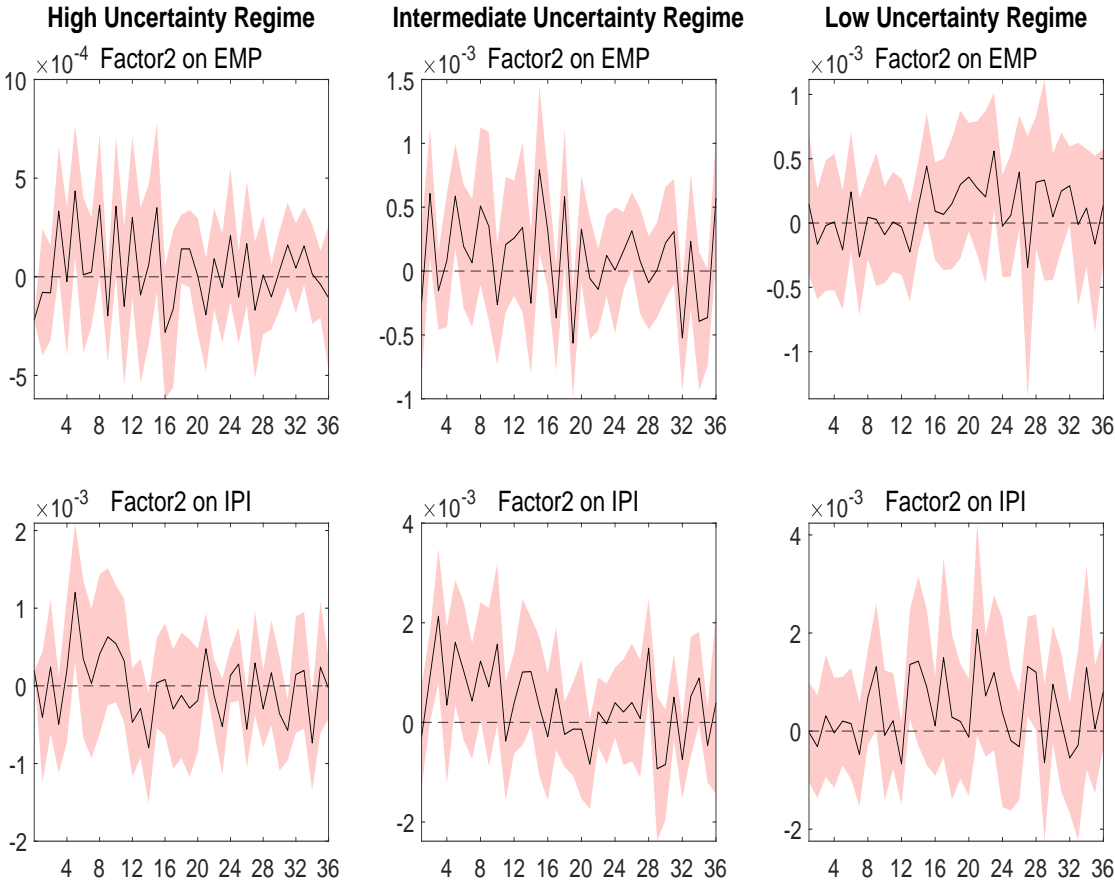 High Uncertainty Regime
Intermediate Uncertainty Regime
Low Uncertainty Regime
×10⁻⁴ Factor2 on EMP
10
5
0
-5
4 8 12 16 20 24 28 32 36
×10⁻³ Factor2 on EMP
1.5
1
0.5
0
-0.5
-1
4 8 12 16 20 24 28 32 36
×10⁻³ Factor2 on EMP
1
0.5
0
-0.5
-1
4 8 12 16 20 24 28 32 36
×10⁻³ Factor2 on IPI
2
1
0
-1
-2
4 8 12 16 20 24 28 32 36
×10⁻³ Factor2 on IPI
4
2
0
-2
4 8 12 16 20 24 28 32 36
×10⁻³ Factor2 on IPI
4
2
0
-2
4 8 12 16 20 24 28 32 36